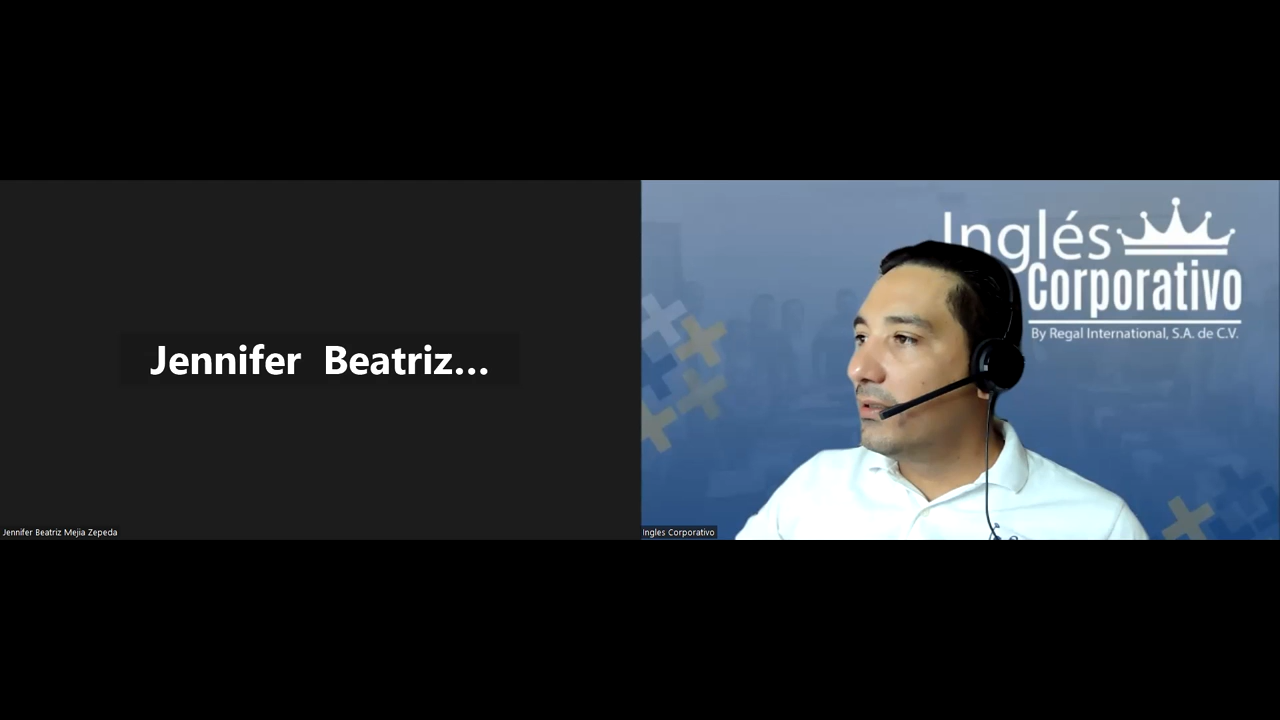 Jennifer Beatriz...
Jennifer Beatriz Mejia Zepeda
Inglés
Corporativo
By Regal International, S.A. de C.V.
Ingles Corporativo